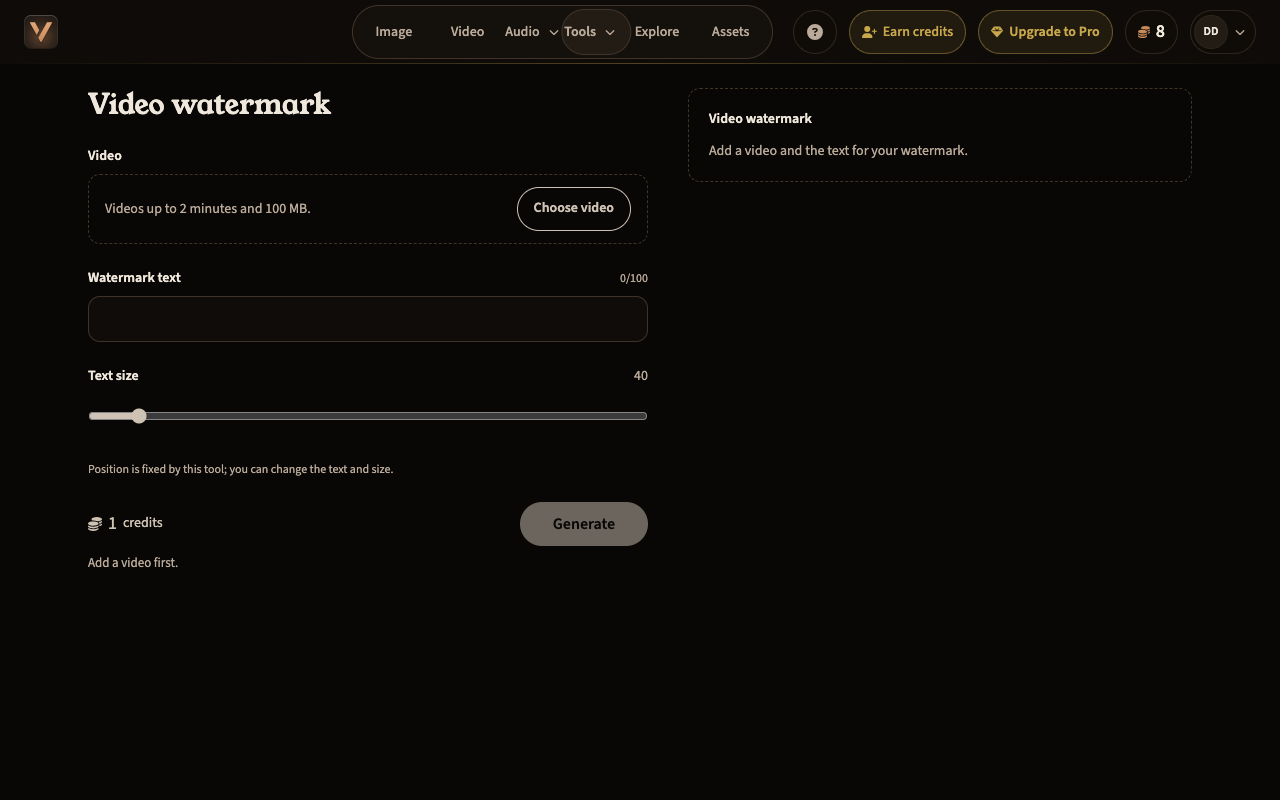 Image Video Audio Tools Explore Assets Earn credits Upgrade to Pro 8 DD
Video watermark
Video
Videos up to 2 minutes and 100 MB. Choose video
Watermark text 0/100
Text size 40
Position is fixed by this tool; you can change the text and size.
1 credits Generate
Add a video first.
Video watermark
Add a video and the text for your watermark.